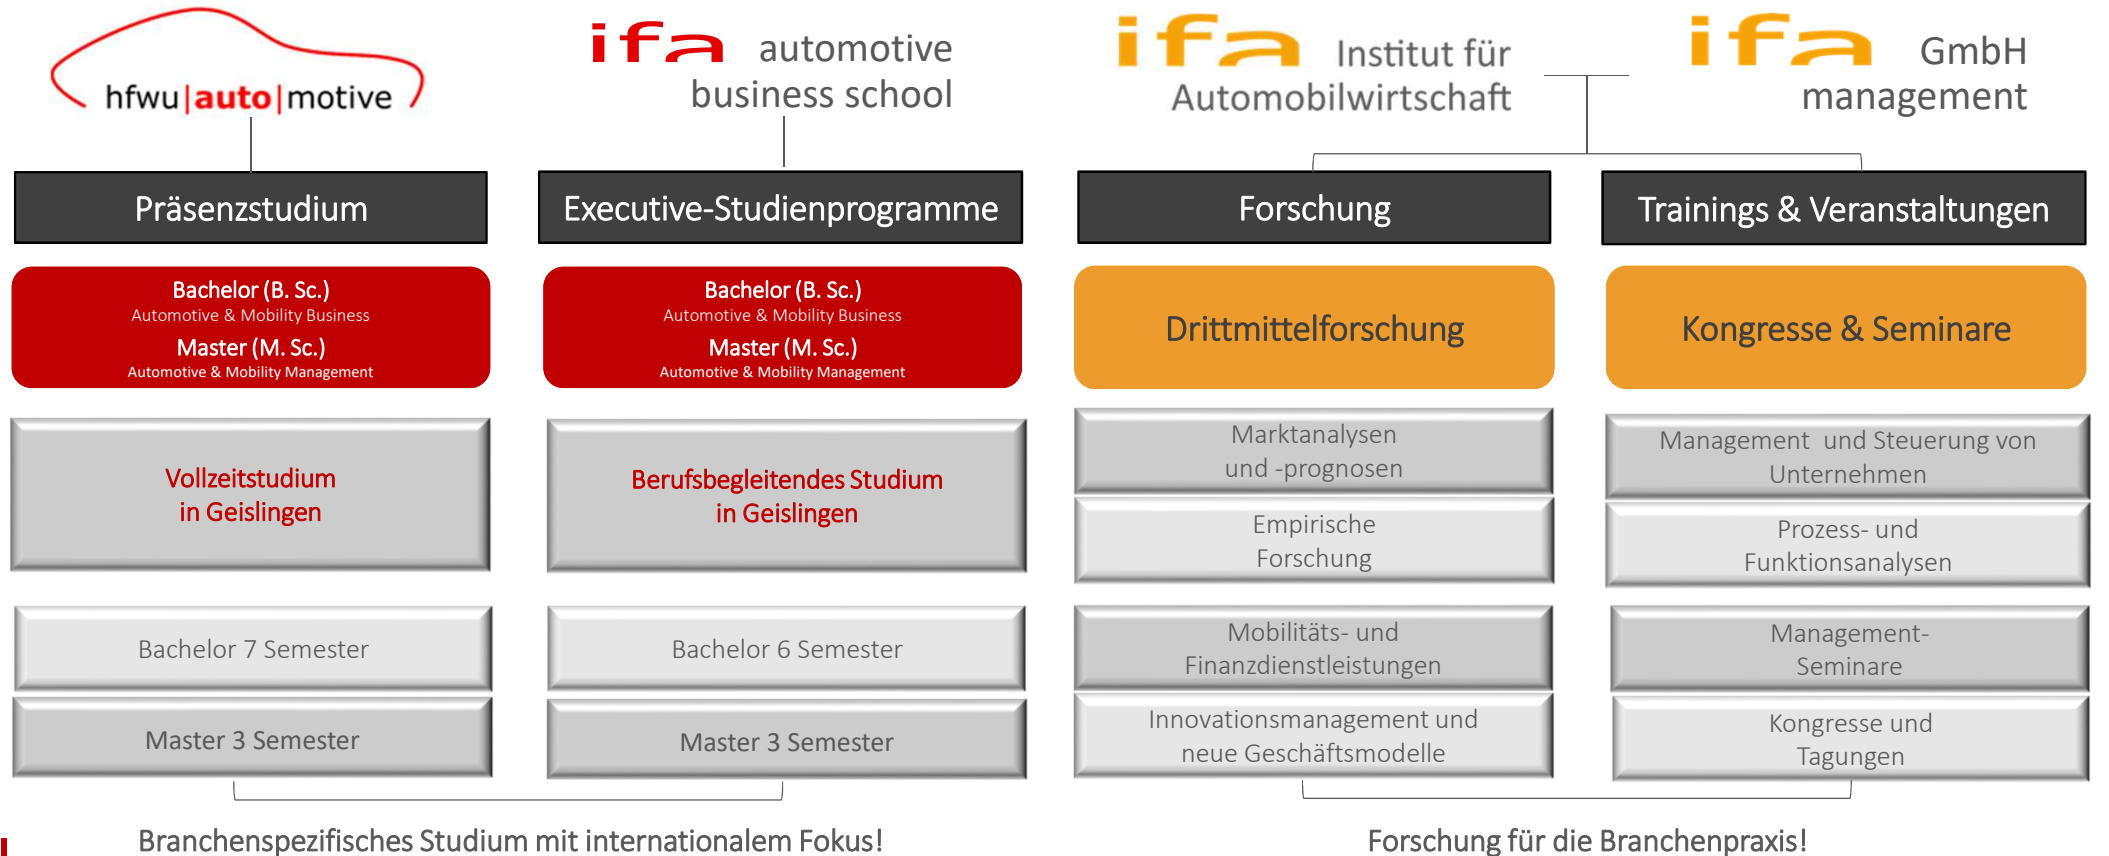 hfwu|auto|motive
ifa automotive
business school
ifa Institut für
Automobilwirtschaft
ifa GmbH
management
Präsenzstudium
Bachelor (B. Sc.)
Automotive & Mobility Business
Master (M. Sc.)
Automotive & Mobility Management
Vollzeitstudium
in Geislingen
Bachelor 7 Semester
Master 3 Semester
Executive-Studienprogramme
Bachelor (B. Sc.)
Automotive & Mobility Business
Master (M. Sc.)
Automotive & Mobility Management
Berufsbegleitendes Studium
in Geislingen
Bachelor 6 Semester
Master 3 Semester
Branchenspezifisches Studium mit internationalem Fokus!
Forschung
Drittmittelforschung
Marktanalysen
und -prognosen
Empirische
Forschung
Mobilitäts- und
Finanzdienstleistungen
Innovationsmanagement und
neue Geschäftsmodelle
Trainings & Veranstaltungen
Kongresse & Seminare
Management und Steuerung von
Unternehmen
Prozess- und
Funktionsanalysen
Management-
Seminare
Kongresse und
Tagungen
Forschung für die Branchenpraxis!